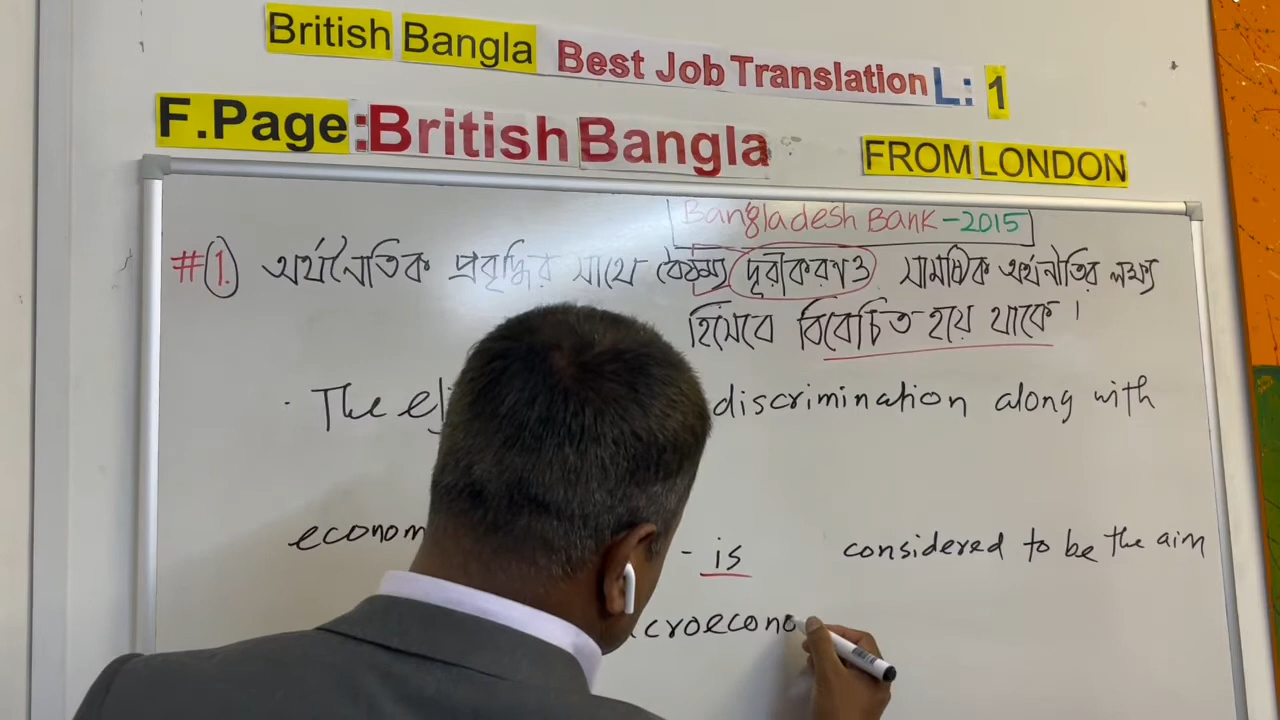 British Bangla Best Job Translation L: 1
F.Page:British Bangla FROM LONDON
Bangladesh Bank -2015
#1. অর্থনৈতিক প্রবৃদ্ধির সাথে বৈষম্য দূরীকরণও সামষ্টিক অর্থনীতির লক্ষ্য
হিসেবে বিবেচিত হয়ে থাকে।
The discrimination along with
is considered to be the aim